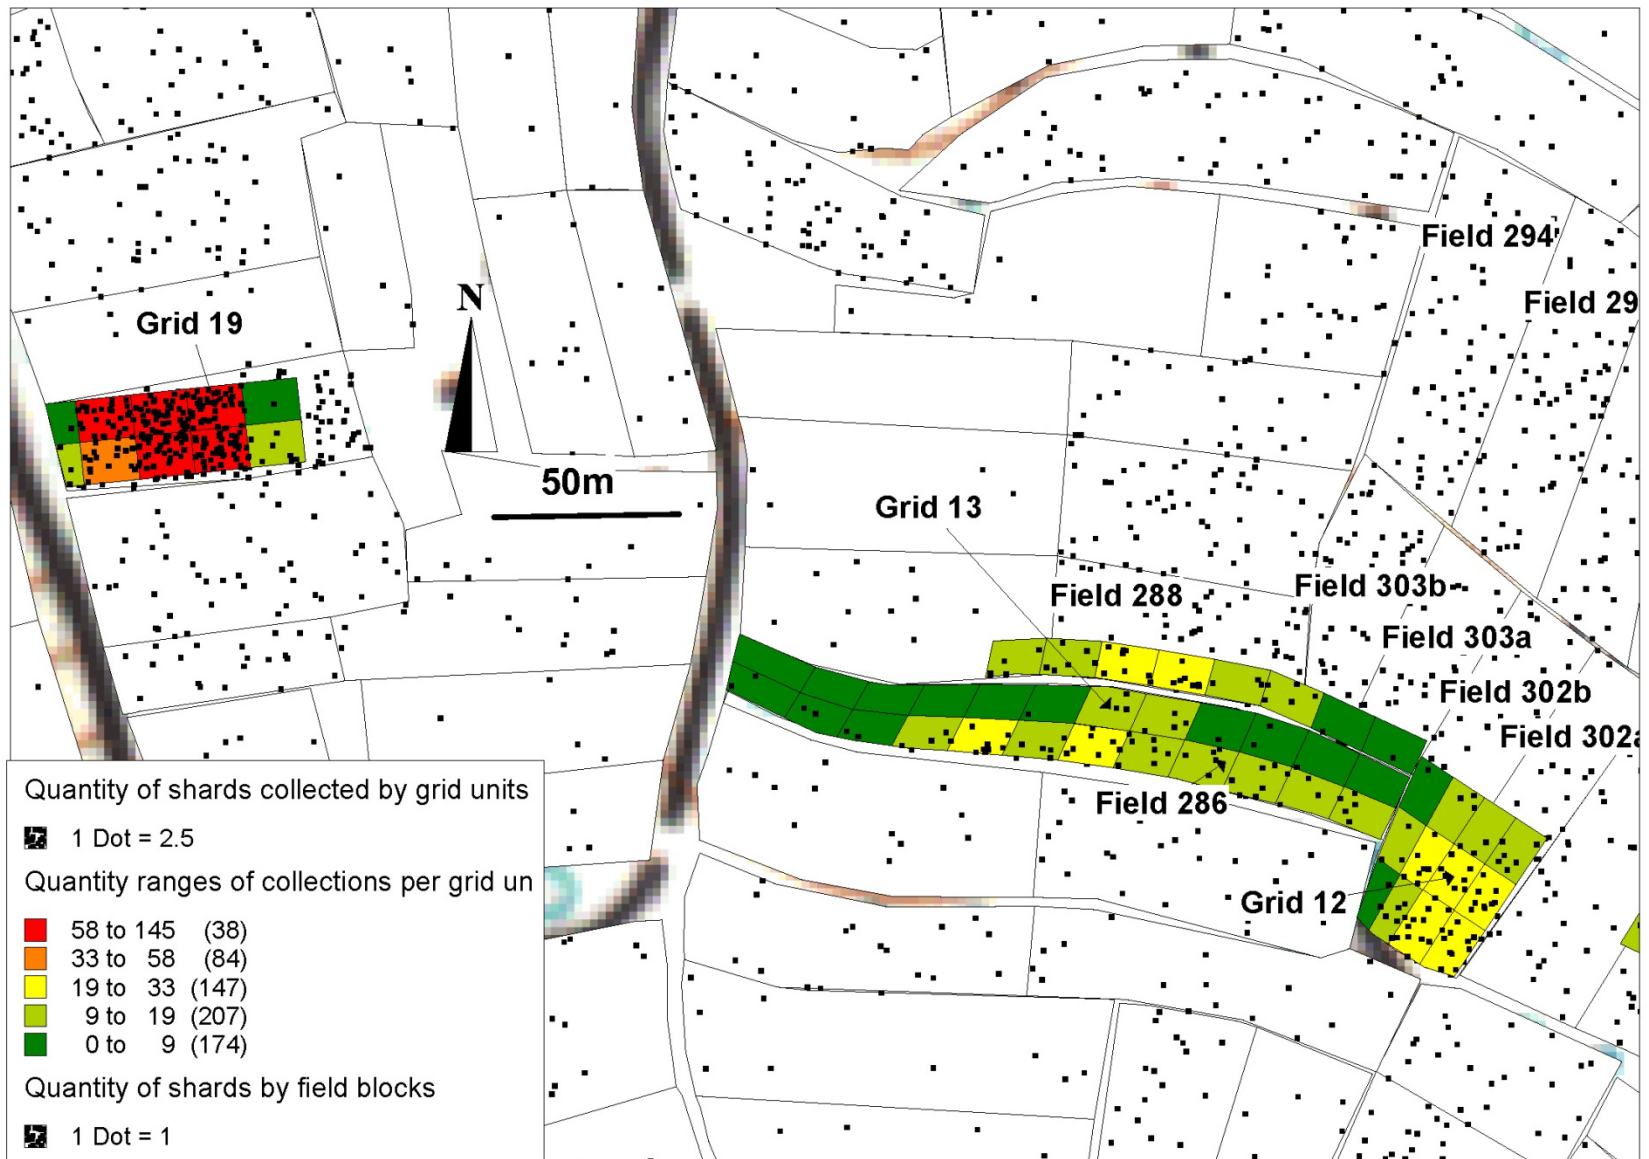 Field 294
Field 29
Grid 19
N
50m
Grid 13
Field 288
Field 303b
Field 303a
Field 302b
Field 302a
Field 286
Grid 12
Quantity of shards collected by grid units
1 Dot = 2.5
Quantity ranges of collections per grid un
58 to 145 (38)
33 to 58 (84)
19 to 33 (147)
9 to 19 (207)
0 to 9 (174)
Quantity of shards by field blocks
1 Dot = 1